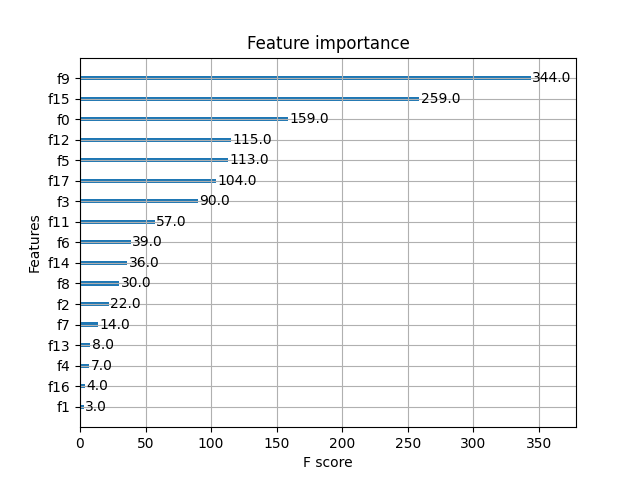 Feature importance
Features
f9 344.0
f15 259.0
f0 159.0
f12 115.0
f5 113.0
f17 104.0
f3 90.0
f11 57.0
f6 39.0
f14 36.0
f8 30.0
f2 22.0
f7 14.0
f13 8.0
f4 7.0
f16 4.0
f1 3.0
0 50 100 150 200 250 300 350
F score